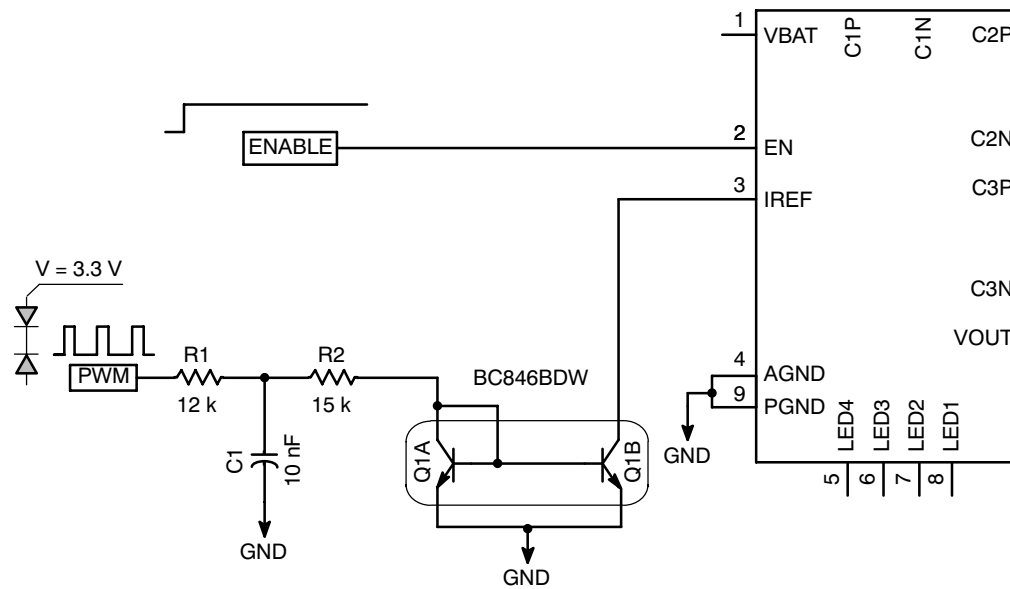 1
VBAT
C1P
C1N
C2P
ENABLE
2
EN
C2N
3
IREF
C3P
V = 3.3 V
C3N
VOUT
PWM
R1
12 k
R2
15 k
BC846BDW
4
AGND
9
PGND
GND
C1
10 nF
Q1A
Q1B
LED4
LED3
LED2
LED1
5
6
7
8
GND
GND